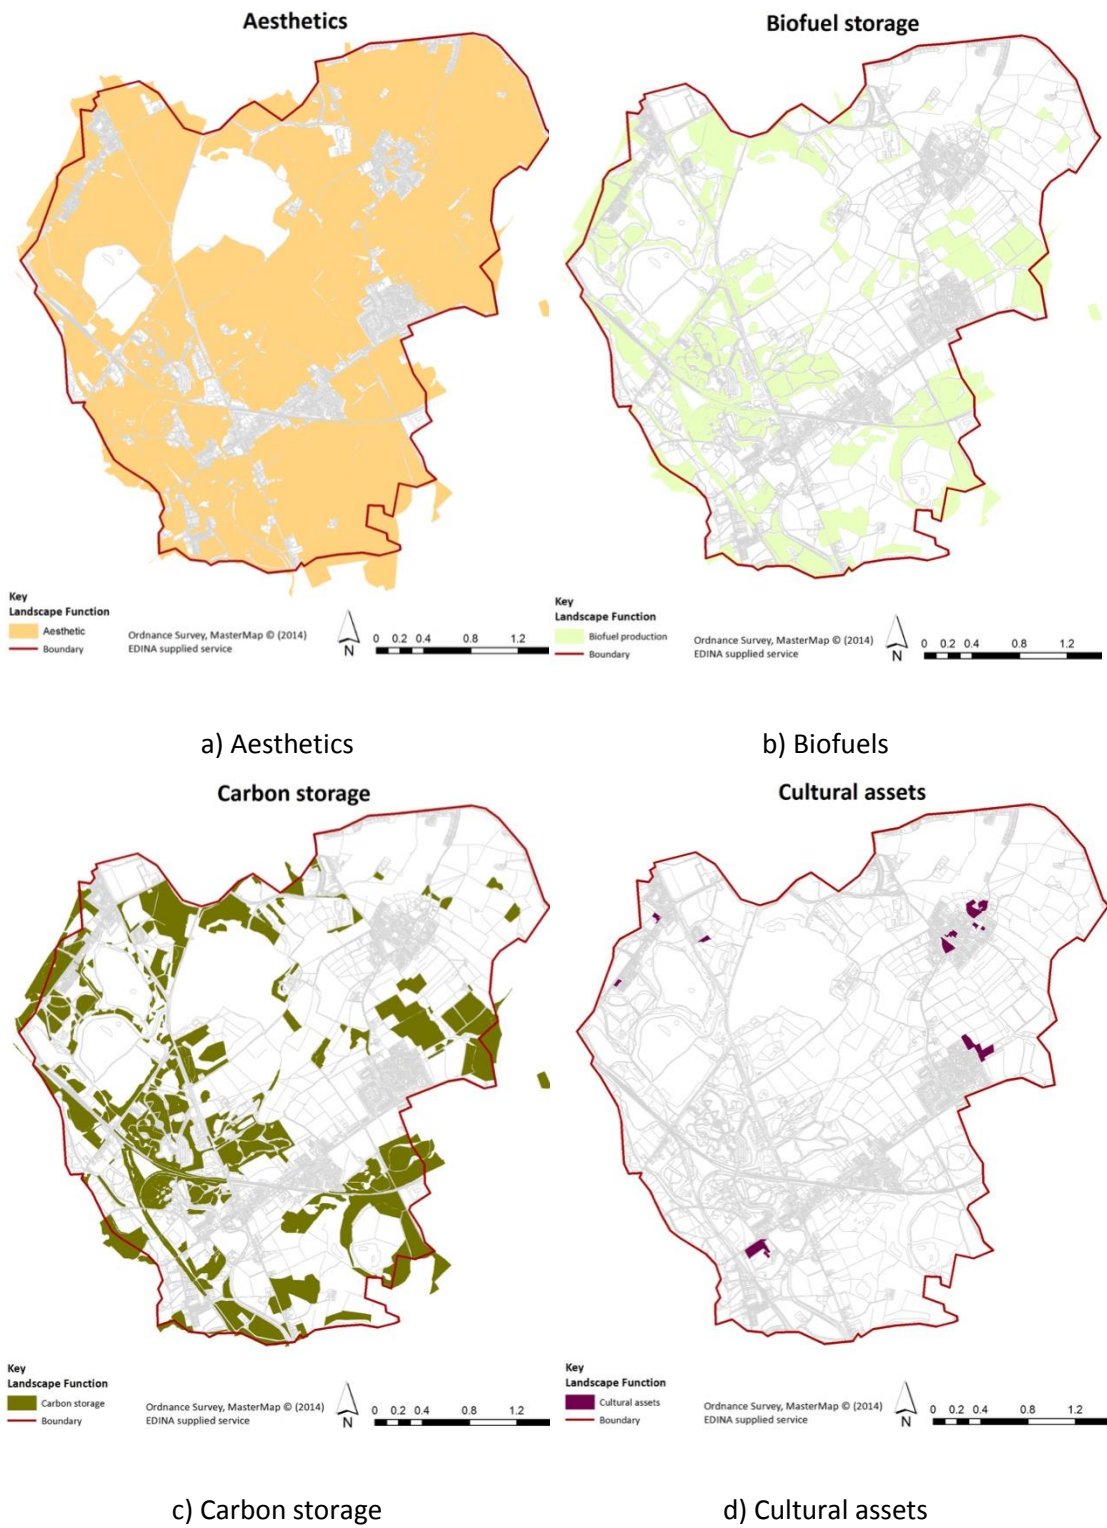 Aesthetics
Key
Landscape Function
Aesthetic
Boundary
Ordnance Survey, MasterMap © (2014)
EDINA supplied service
N
0 0.2 0.4 0.8 1.2
a) Aesthetics
Biofuel storage
Key
Landscape Function
Biofuel production
Boundary
Ordnance Survey, MasterMap © (2014)
EDINA supplied service
N
0 0.2 0.4 0.8 1.2
b) Biofuels
Carbon storage
Key
Landscape Function
Carbon storage
Boundary
Ordnance Survey, MasterMap © (2014)
EDINA supplied service
N
0 0.2 0.4 0.8 1.2
c) Carbon storage
Cultural assets
Key
Landscape Function
Cultural assets
Boundary
Ordnance Survey, MasterMap © (2014)
EDINA supplied service
N
0 0.2 0.4 0.8 1.2
d) Cultural assets